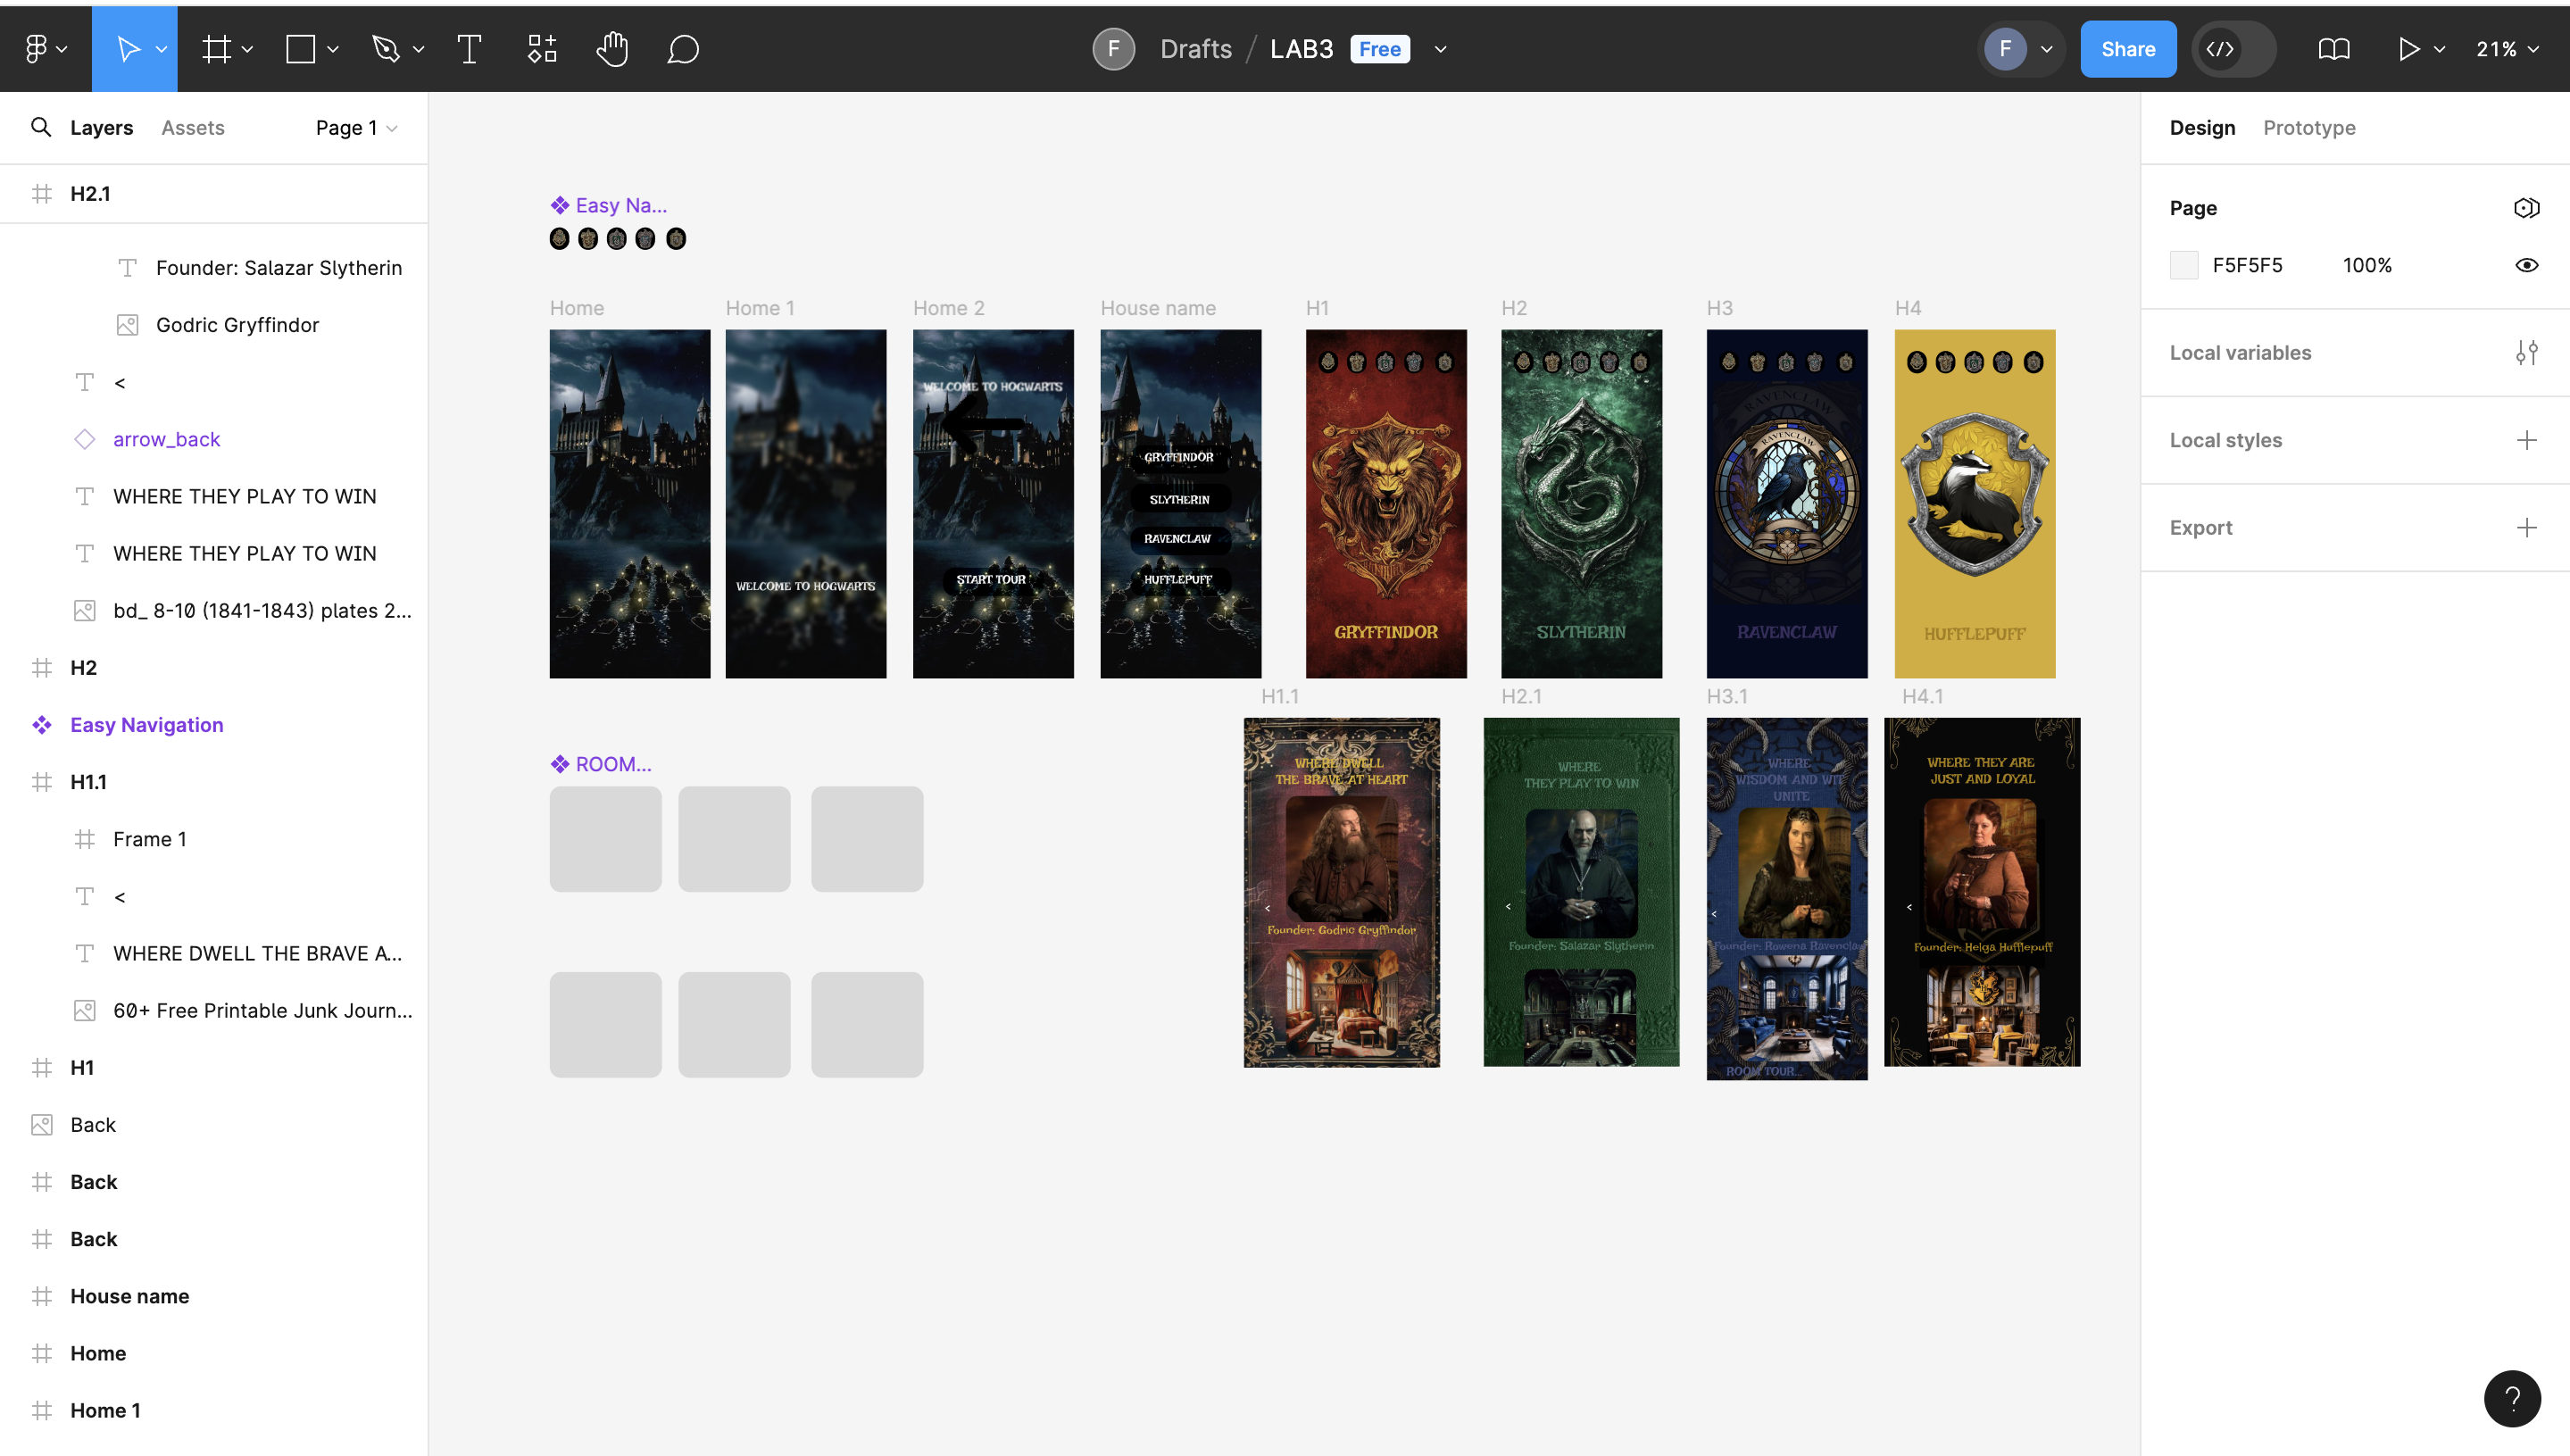 F
Drafts / LAB3 Free
F
Share
21%
Layers
Assets
Page 1
H2.1
Founder: Salazar Slytherin
Godric Gryffindor
<
arrow_back
WHERE THEY PLAY TO WIN
WHERE THEY PLAY TO WIN
bd_ 8-10 (1841-1843) plates 2...
H2
Easy Navigation
H1.1
Frame 1
<
WHERE DWELL THE BRAVE A...
60+ Free Printable Junk Journ...
H1
Back
Back
Back
House name
Home
Home 1
Easy Na...
Home
Home 1
WELCOME TO HOGWARTS
Home 2
WELCOME TO HOGWARTS
START TOUR
House name
GRYFFINDOR
SLYTHERIN
RAVENCLAW
HUFFLEPUFF
H1
GRYFFINDOR
H2
SLYTHERIN
H3
RAVENCLAW
RAVENCLAW
RAVENCLAW
H4
HUFFLEPUFF
ROOM...
H1.1
WHERE DWELL
THE BRAVE AT HEART
<
Founder: Godric Gryffindor
H2.1
WHERE
THEY PLAY TO WIN
<
Founder: Salazar Slytherin
H3.1
WHERE
WISDOM AND WIT
UNITE
<
Founder: Rowena Ravenclaw
ROOM TOUR...
H4.1
WHERE THEY ARE
JUST AND LOYAL
<
Founder: Helga Hufflepuff
Design
Prototype
Page
F5F5F5
100%
Local variables
Local styles
Export
?